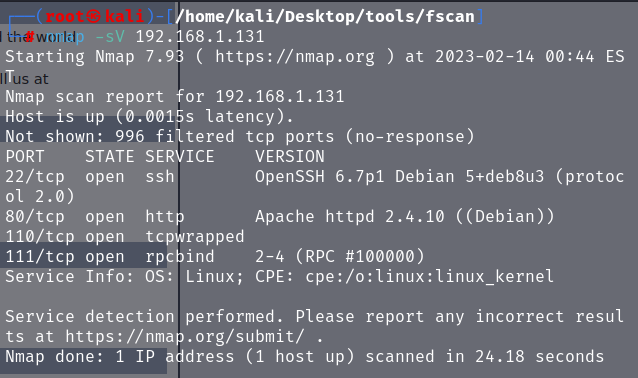 ┌──(root㉿kali)-[/home/kali/Desktop/tools/fscan]
└─# nmap -sV 192.168.1.131
Starting Nmap 7.93 ( https://nmap.org ) at 2023-02-14 00:44 ES
T
ll us at
Nmap scan report for 192.168.1.131
Host is up (0.0015s latency).
Not shown: 996 filtered tcp ports (no-response)
PORT    STATE SERVICE    VERSION
22/tcp  open  ssh        OpenSSH 6.7p1 Debian 5+deb8u3 (protoc
ol 2.0)
80/tcp  open  http       Apache httpd 2.4.10 ((Debian))
110/tcp open  tcpwrapped
111/tcp open  rpcbind    2-4 (RPC #100000)
Service Info: OS: Linux; CPE: cpe:/o:linux:linux_kernel
Service detection performed. Please report any incorrect resul
ts at https://nmap.org/submit/ .
Nmap done: 1 IP address (1 host up) scanned in 24.18 seconds